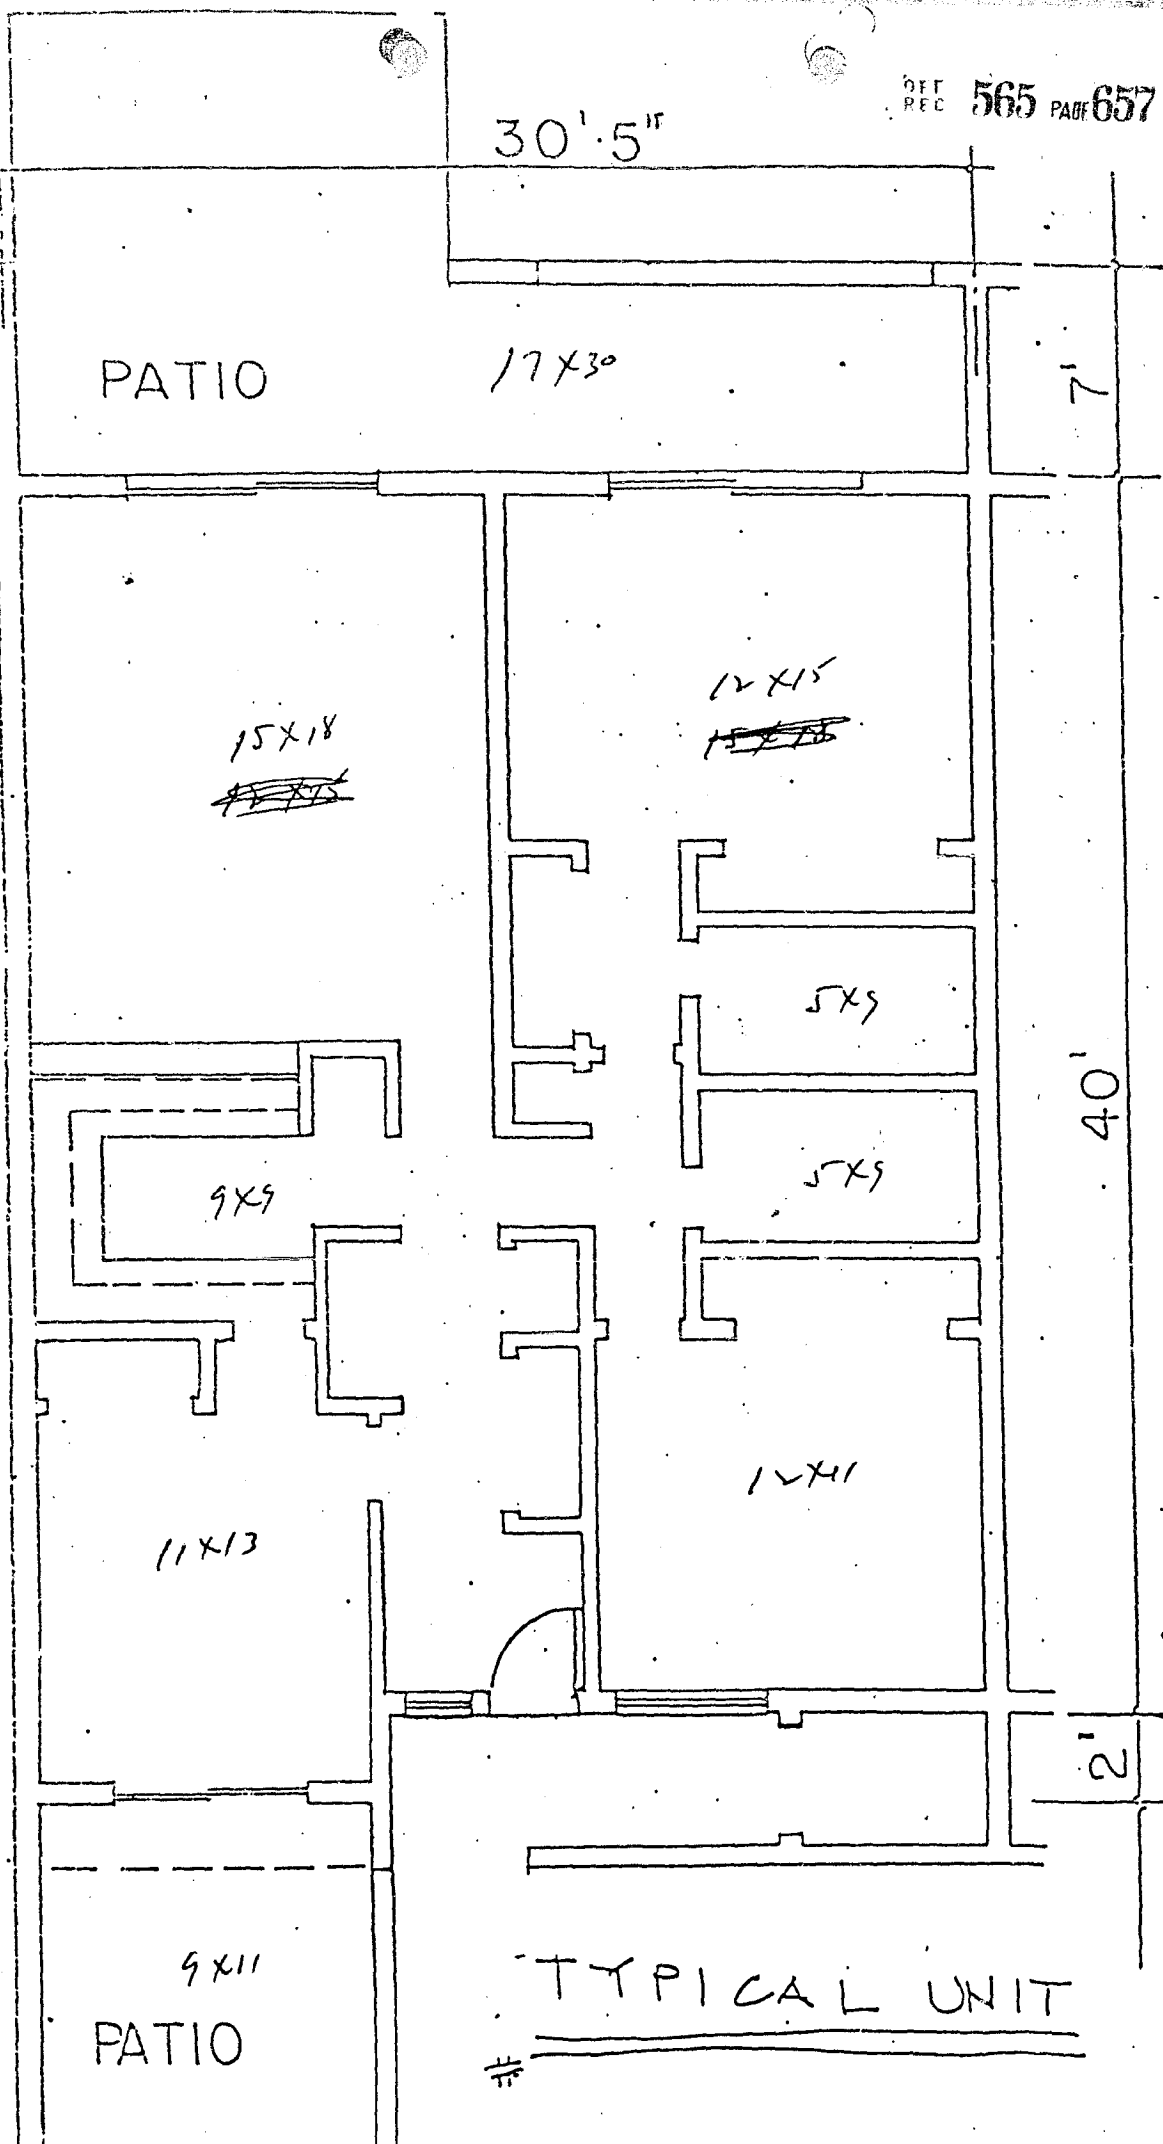 OFF
REC 565 PAGE 657
30'·5"
PATIO
17X30
7'
12X15
15X18
5X9
40'
5X9
9X9
12X11
11X13
2'
9X11
PATIO
TYPICAL UNIT
#